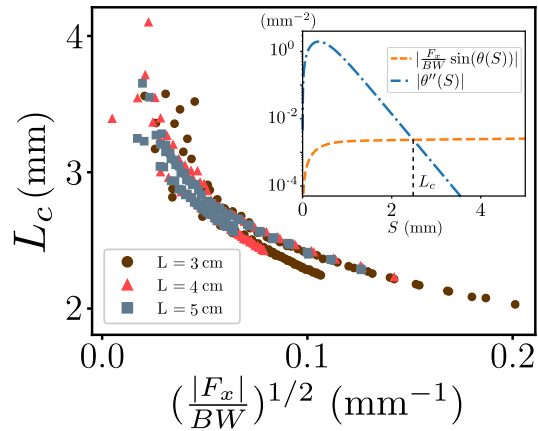 (mm⁻²)
10⁰
10⁻²
10⁻⁴
|F_x/BW sin(θ(S))|
|θ′′(S)|
L_c
0 2 4
S (mm)
4
3
2
L_c (mm)
L = 3 cm
L = 4 cm
L = 5 cm
0.0 0.1 0.2
(|F_x|/BW)^{1/2} (mm⁻¹)